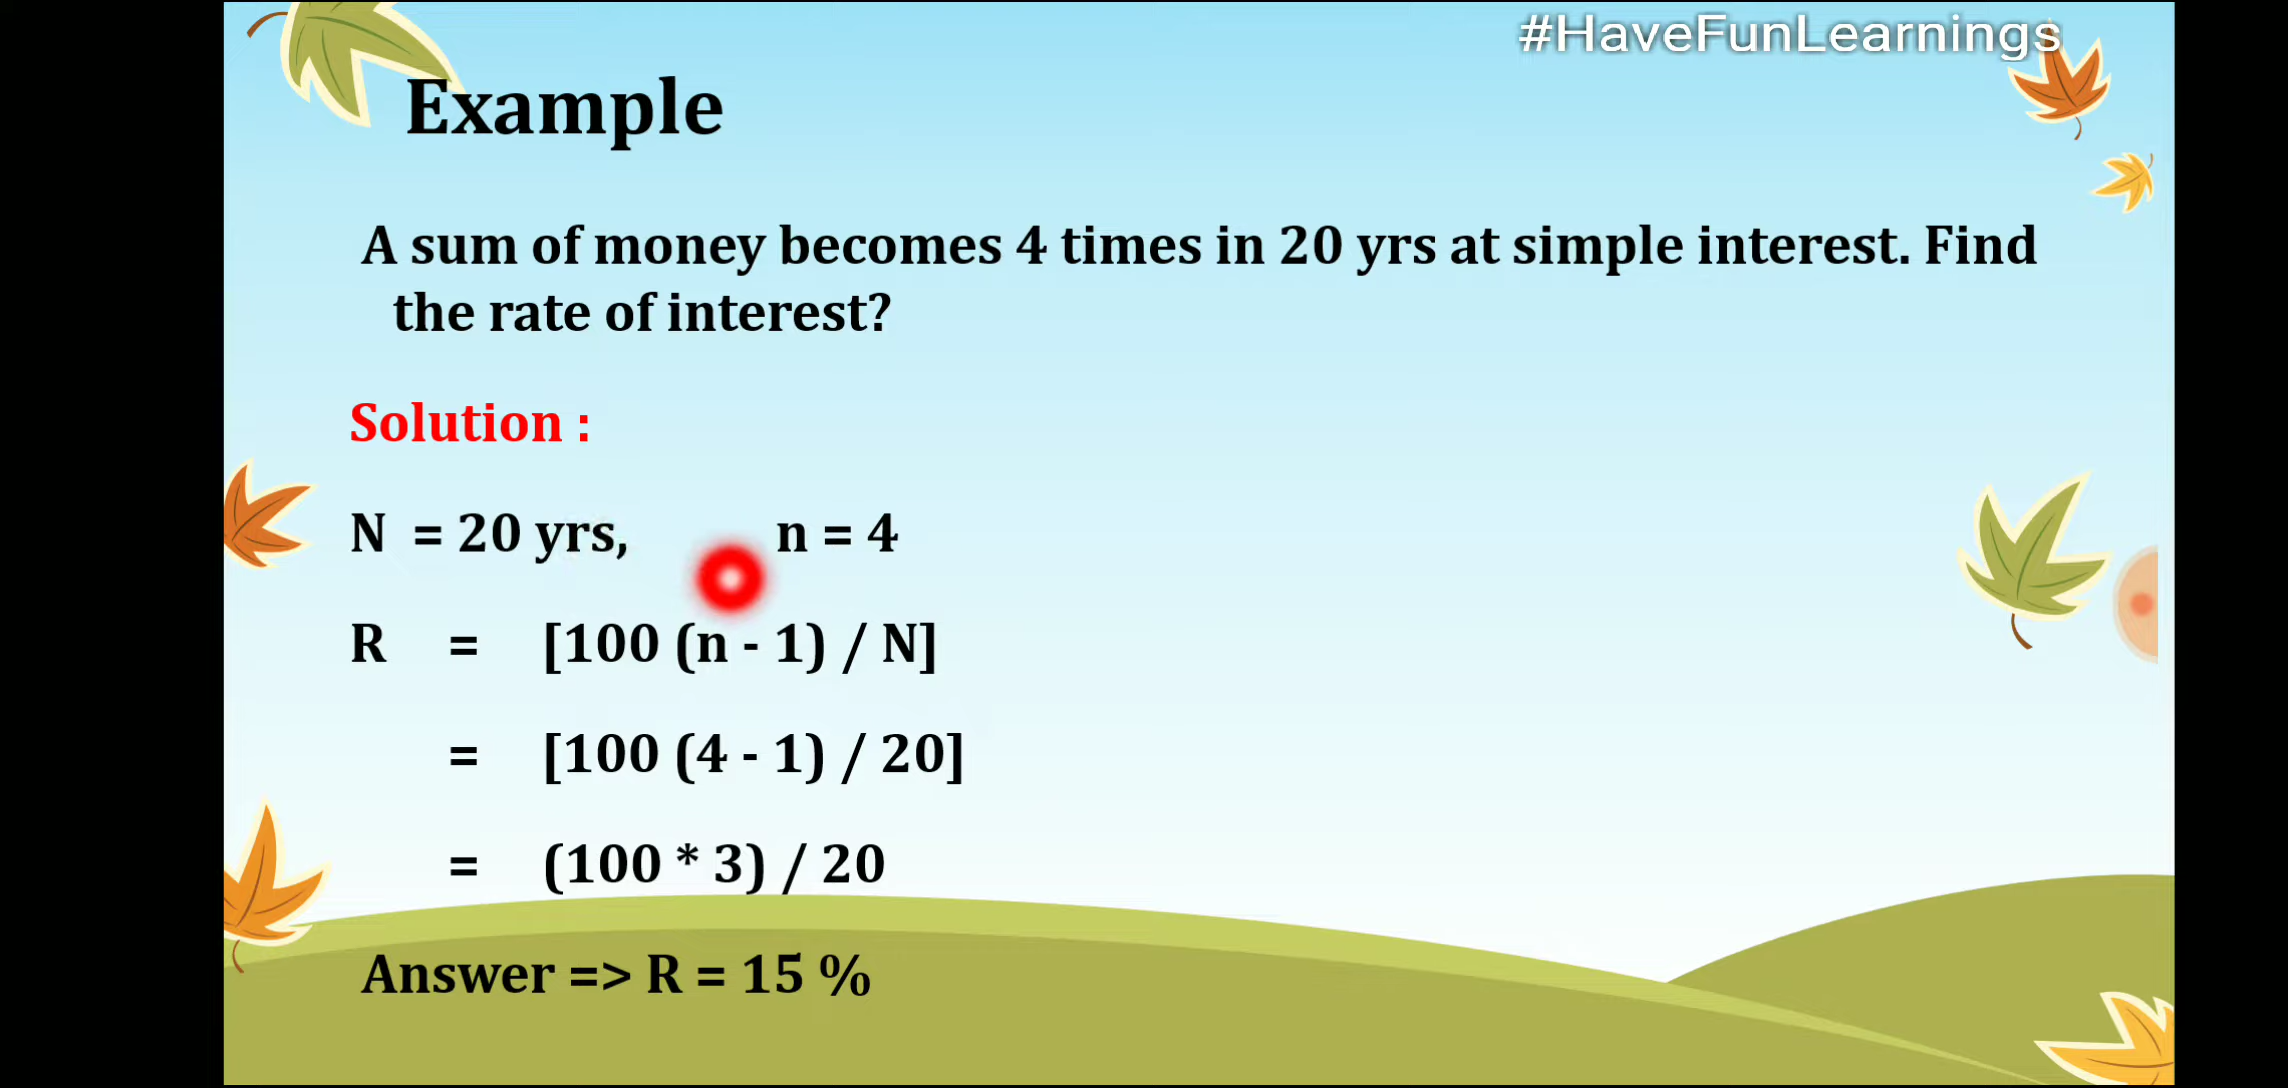 #HaveFunLearnings
Example
A sum of money becomes 4 times in 20 yrs at simple interest. Find
the rate of interest?
Solution :
N = 20 yrs, n = 4
R = [100 (n - 1) / N]
= [100 (4 - 1) / 20]
= (100 * 3) / 20
Answer => R = 15 %